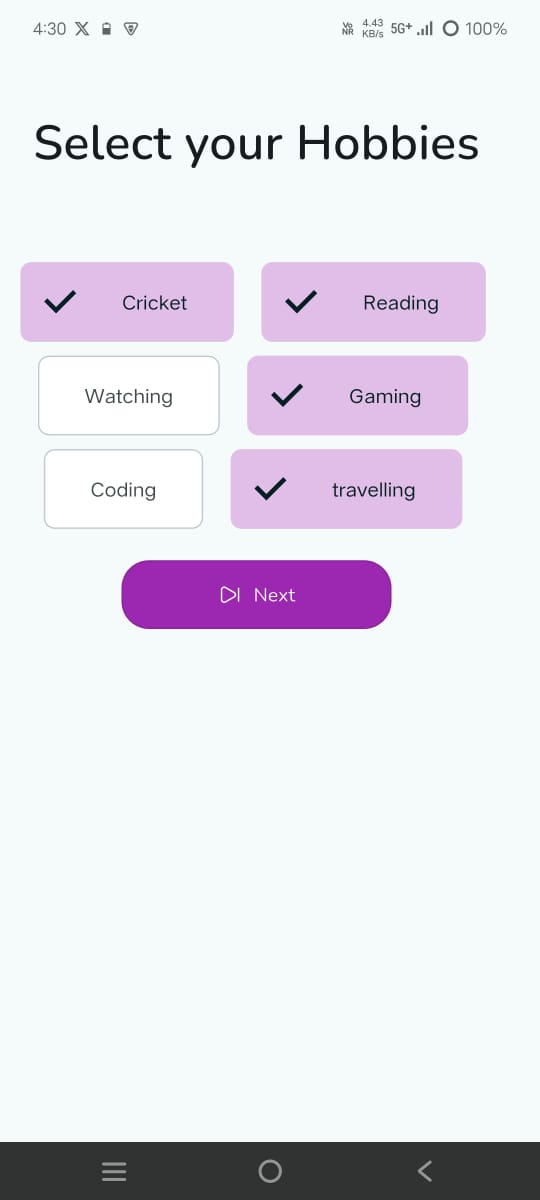 4:30 Vo NR 4.43 KB/s 5G+ 100%
Select your Hobbies
Cricket Reading
Watching Gaming
Coding travelling
Next